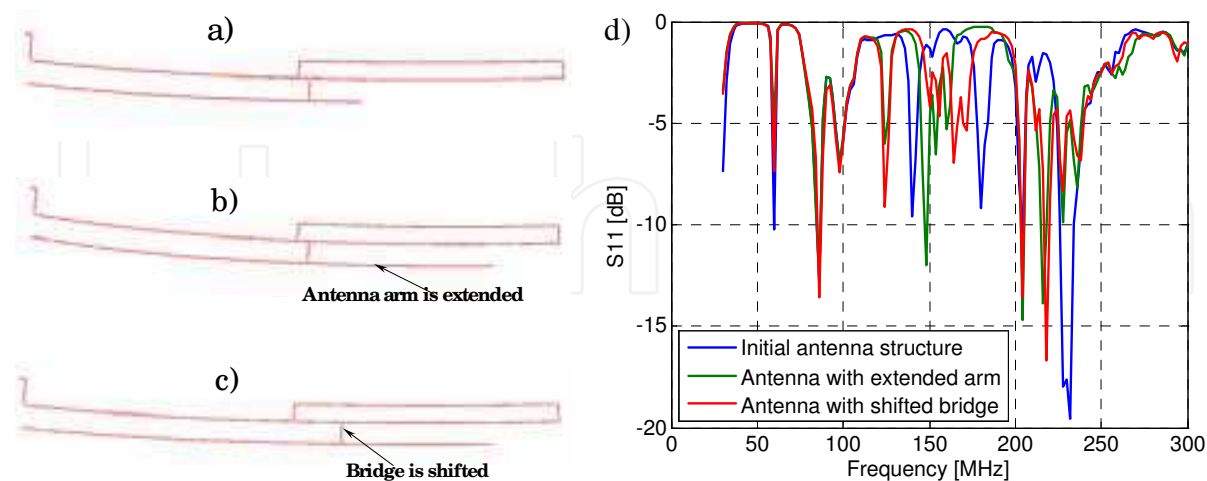 a)
b)
Antenna arm is extended
c)
Bridge is shifted
d)
S11 [dB]
0
-5
-10
-15
-20
Initial antenna structure
Antenna with extended arm
Antenna with shifted bridge
0 50 100 150 200 250 300
Frequency [MHz]